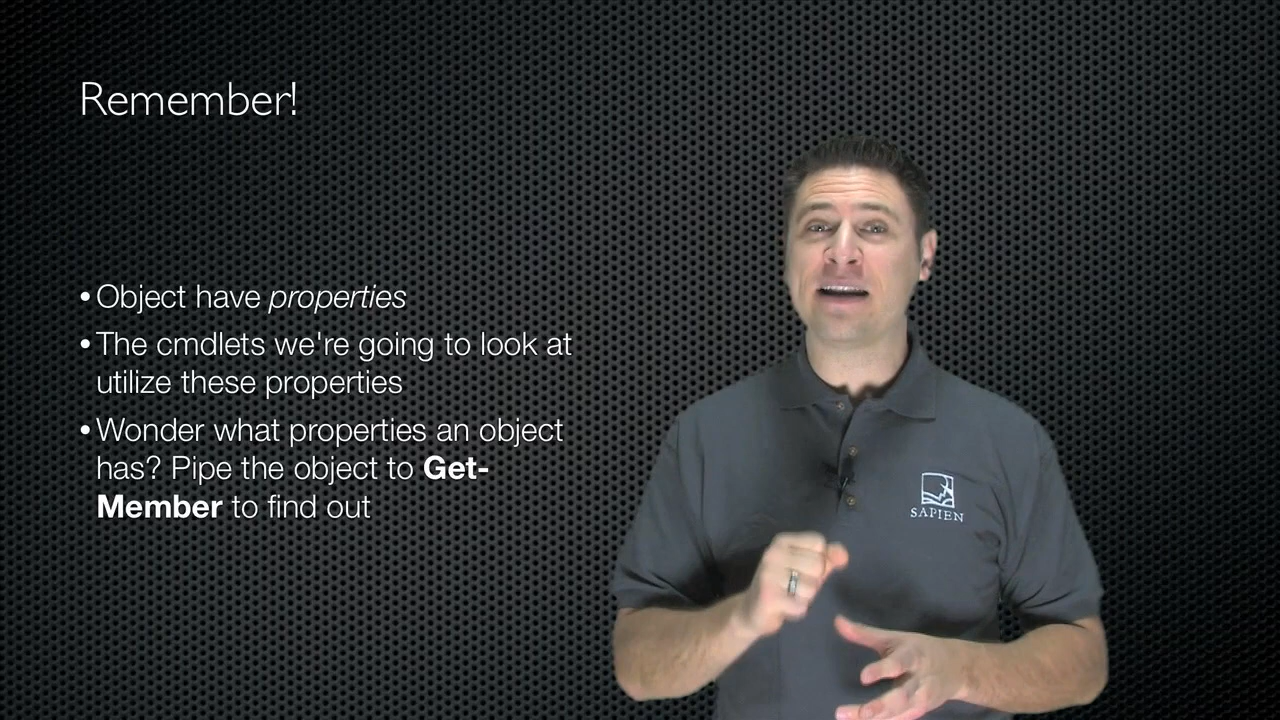 Remember!
•Object have properties
•The cmdlets we're going to look at
utilize these properties
•Wonder what properties an object
has? Pipe the object to Get-
Member to find out
SAPIEN